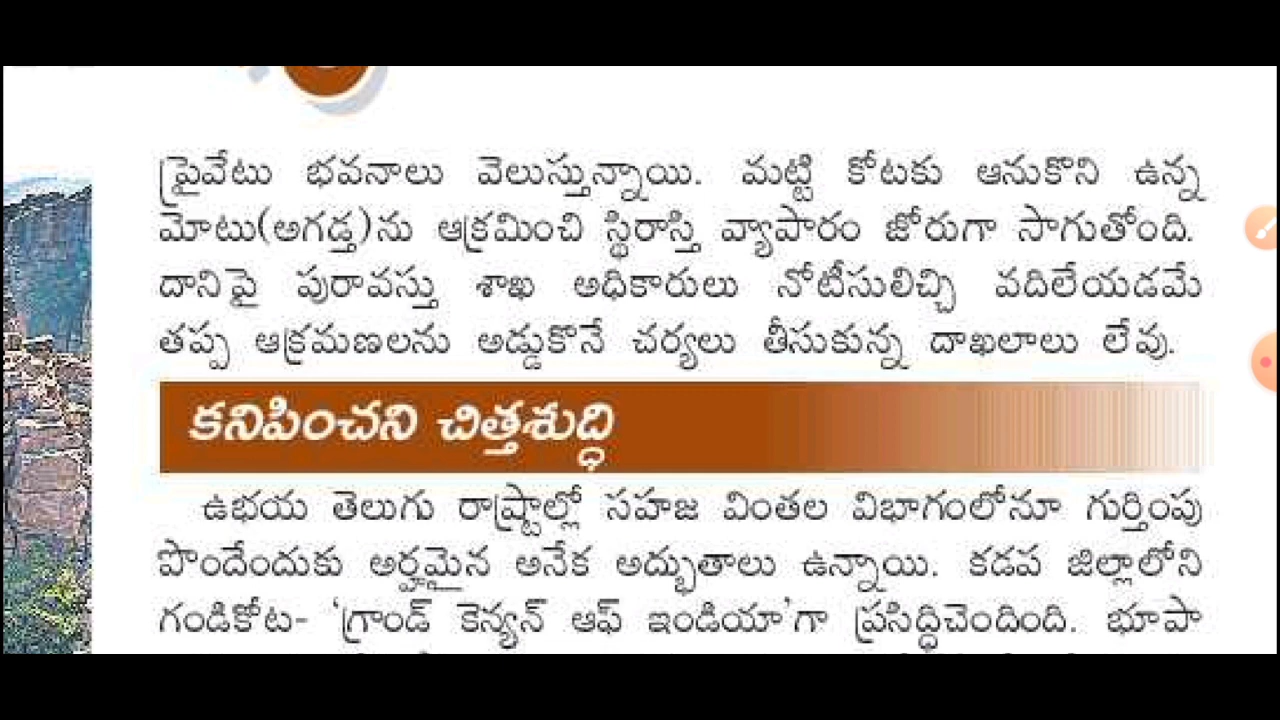 ప్రైవేటు భవనాలు వెలుస్తున్నాయి. మట్టి కోటకు ఆనుకొని ఉన్న
మోటు(అగడ్త)ను ఆక్రమించి స్థిరాస్తి వ్యాపారం జోరుగా సాగుతోంది.
దానిపై పురావస్తు శాఖ అధికారులు నోటీసులిచ్చి వదిలేయడమే
తప్ప ఆక్రమణలను అడ్డుకొనే చర్యలు తీసుకున్న దాఖలాలు లేవు.
కనిపించని చిత్తశుద్ధి
ఉభయ తెలుగు రాష్ట్రాల్లో సహజ వింతల విభాగంలోనూ గుర్తింపు
పొందేందుకు అర్హమైన అనేక అద్భుతాలు ఉన్నాయి. కడప జిల్లాలోని
గండికోట- ‘గ్రాండ్ కెన్యన్ ఆఫ్ ఇండియా’గా ప్రసిద్ధిచెందింది. భూపా